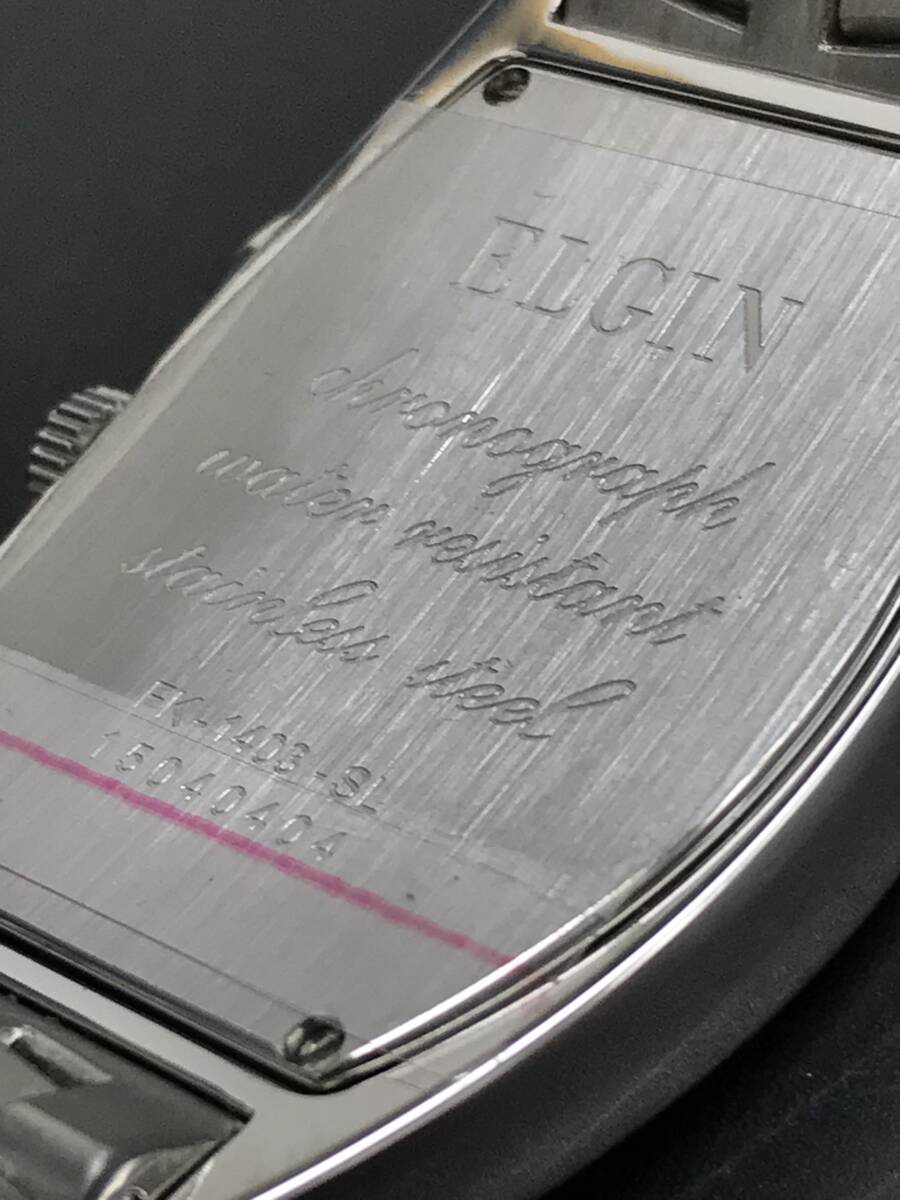 ELGIN
chronograph
water resistant
stainless steel
FK-1403-SL
15040404